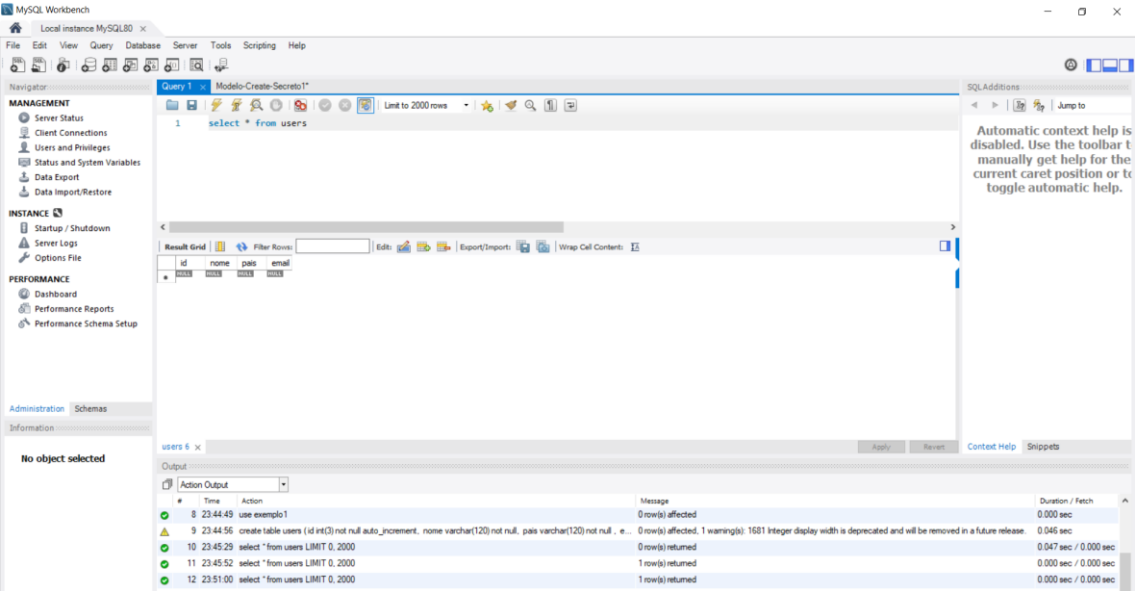 MySQL Workbench
Local instance MySQL80 ×
File Edit View Query Database Server Tools Scripting Help
Navigator
MANAGEMENT
Server Status
Client Connections
Users and Privileges
Status and System Variables
Data Export
Data Import/Restore
INSTANCE
Startup / Shutdown
Server Logs
Options File
PERFORMANCE
Dashboard
Performance Reports
Performance Schema Setup
Administration Schemas
Information
No object selected
Query 1 × Modelo-Create-Secreto1*
Limit to 2000 rows
1 select * from users
Result Grid Filter Rows: Edit: Export/Import: Wrap Cell Content:
id nome pais email
NULL NULL NULL NULL
users 6 × Apply Revert
SQLAdditions
Jump to
Automatic context help is
disabled. Use the toolbar t
manually get help for the
current caret position or to
toggle automatic help.
Context Help Snippets
Output
Action Output
# Time Action Message Duration / Fetch
8 23:44:49 use exemplo1 0 row(s) affected 0.000 sec
9 23:44:56 create table users ( id int(3) not null auto_increment, nome varchar(120) not null, pais varchar(120) not null , e... 0 row(s) affected, 1 warning(s): 1681 Integer display width is deprecated and will be removed in a future release. 0.046 sec
10 23:45:29 select * from users LIMIT 0, 2000 0 row(s) returned 0.047 sec / 0.000 sec
11 23:45:52 select * from users LIMIT 0, 2000 1 row(s) returned 0.000 sec / 0.000 sec
12 23:51:00 select * from users LIMIT 0, 2000 1 row(s) returned 0.000 sec / 0.000 sec